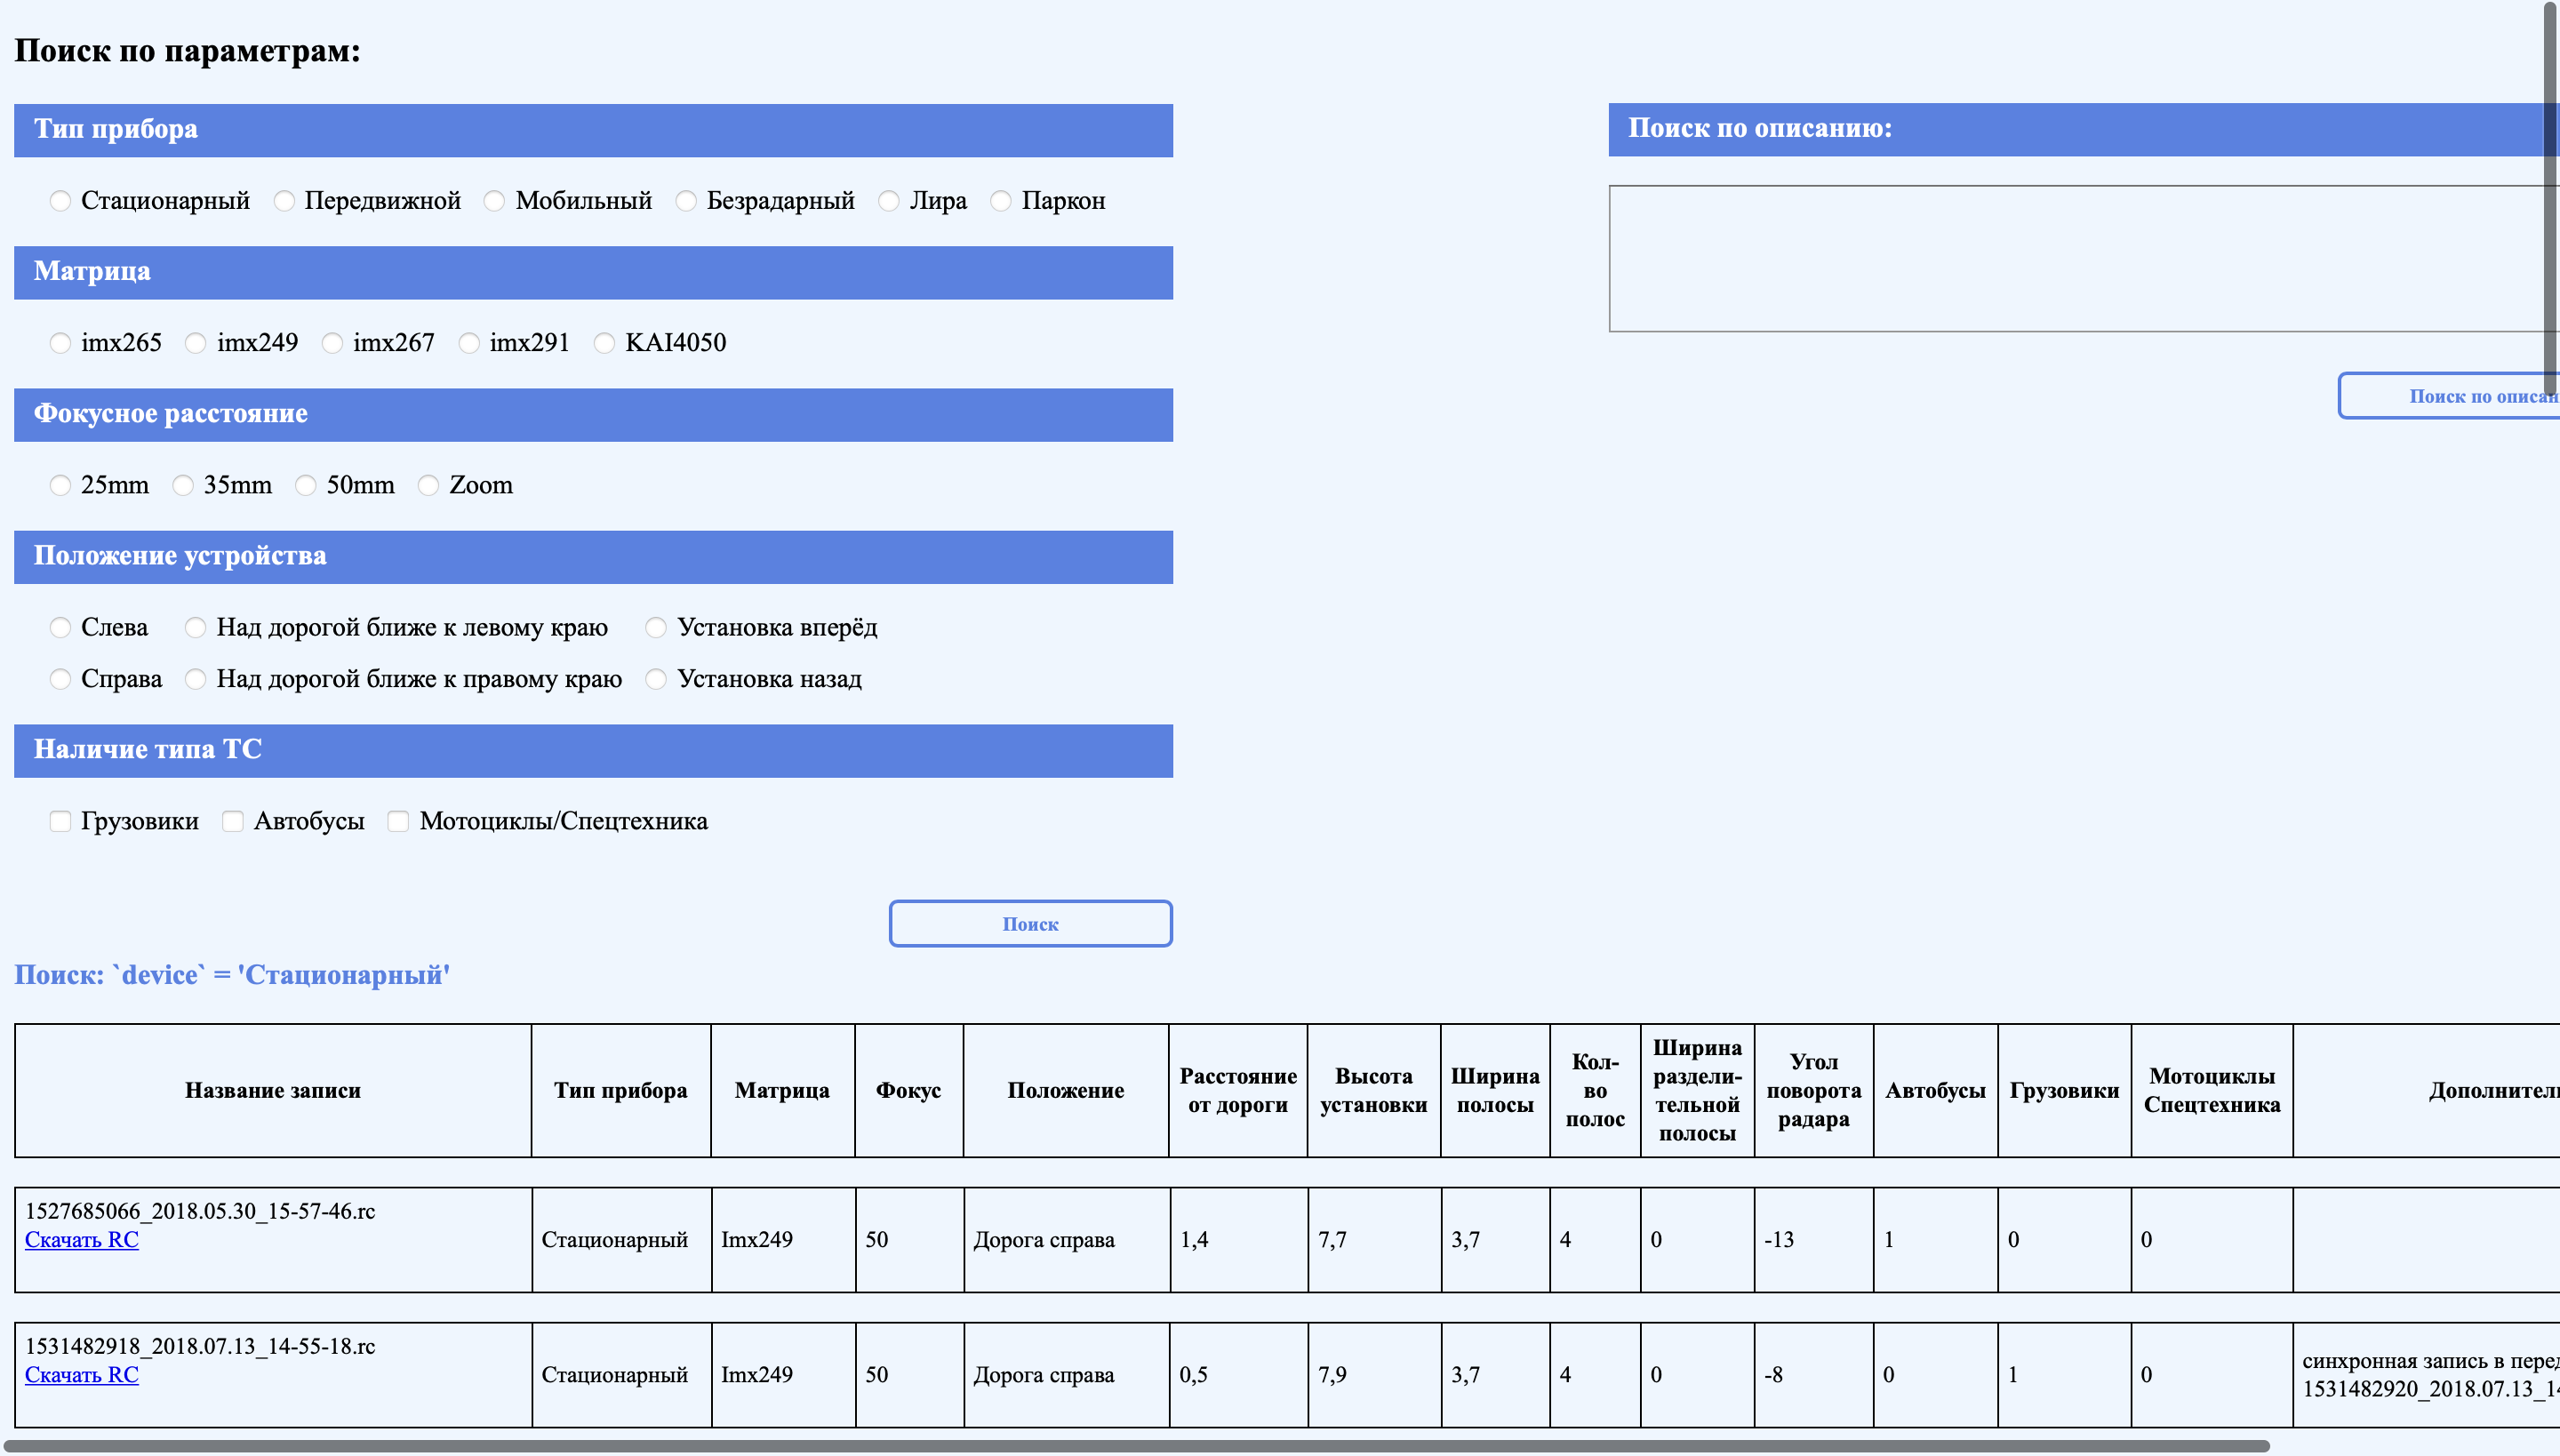 Поиск по параметрам:
Тип прибора
Стационарный Передвижной Мобильный Безрадарный Лира Паркон
Матрица
imx265 imx249 imx267 imx291 KAI4050
Фокусное расстояние
25mm 35mm 50mm Zoom
Положение устройства
Слева Над дорогой ближе к левому краю Установка вперёд
Справа Над дорогой ближе к правому краю Установка назад
Наличие типа ТС
Грузовики Автобусы Мотоциклы/Спецтехника
Поиск
Поиск по описанию:
Поиск по описан
Поиск: `device` = 'Стационарный'
Название записи
Тип прибора
Матрица
Фокус
Положение
Расстояние
от дороги
Высота
установки
Ширина
полосы
Кол-
во
полос
Ширина
раздели-
тельной
полосы
Угол
поворота
радара
Автобусы
Грузовики
Мотоциклы
Спецтехника
Дополнител
1527685066_2018.05.30_15-57-46.rc
Скачать RC
Стационарный Imx249 50 Дорога справа 1,4 7,7 3,7 4 0 -13 1 0 0
1531482918_2018.07.13_14-55-18.rc
Скачать RC
Стационарный Imx249 50 Дорога справа 0,5 7,9 3,7 4 0 -8 0 1 0
синхронная запись в перед
1531482920_2018.07.13_14